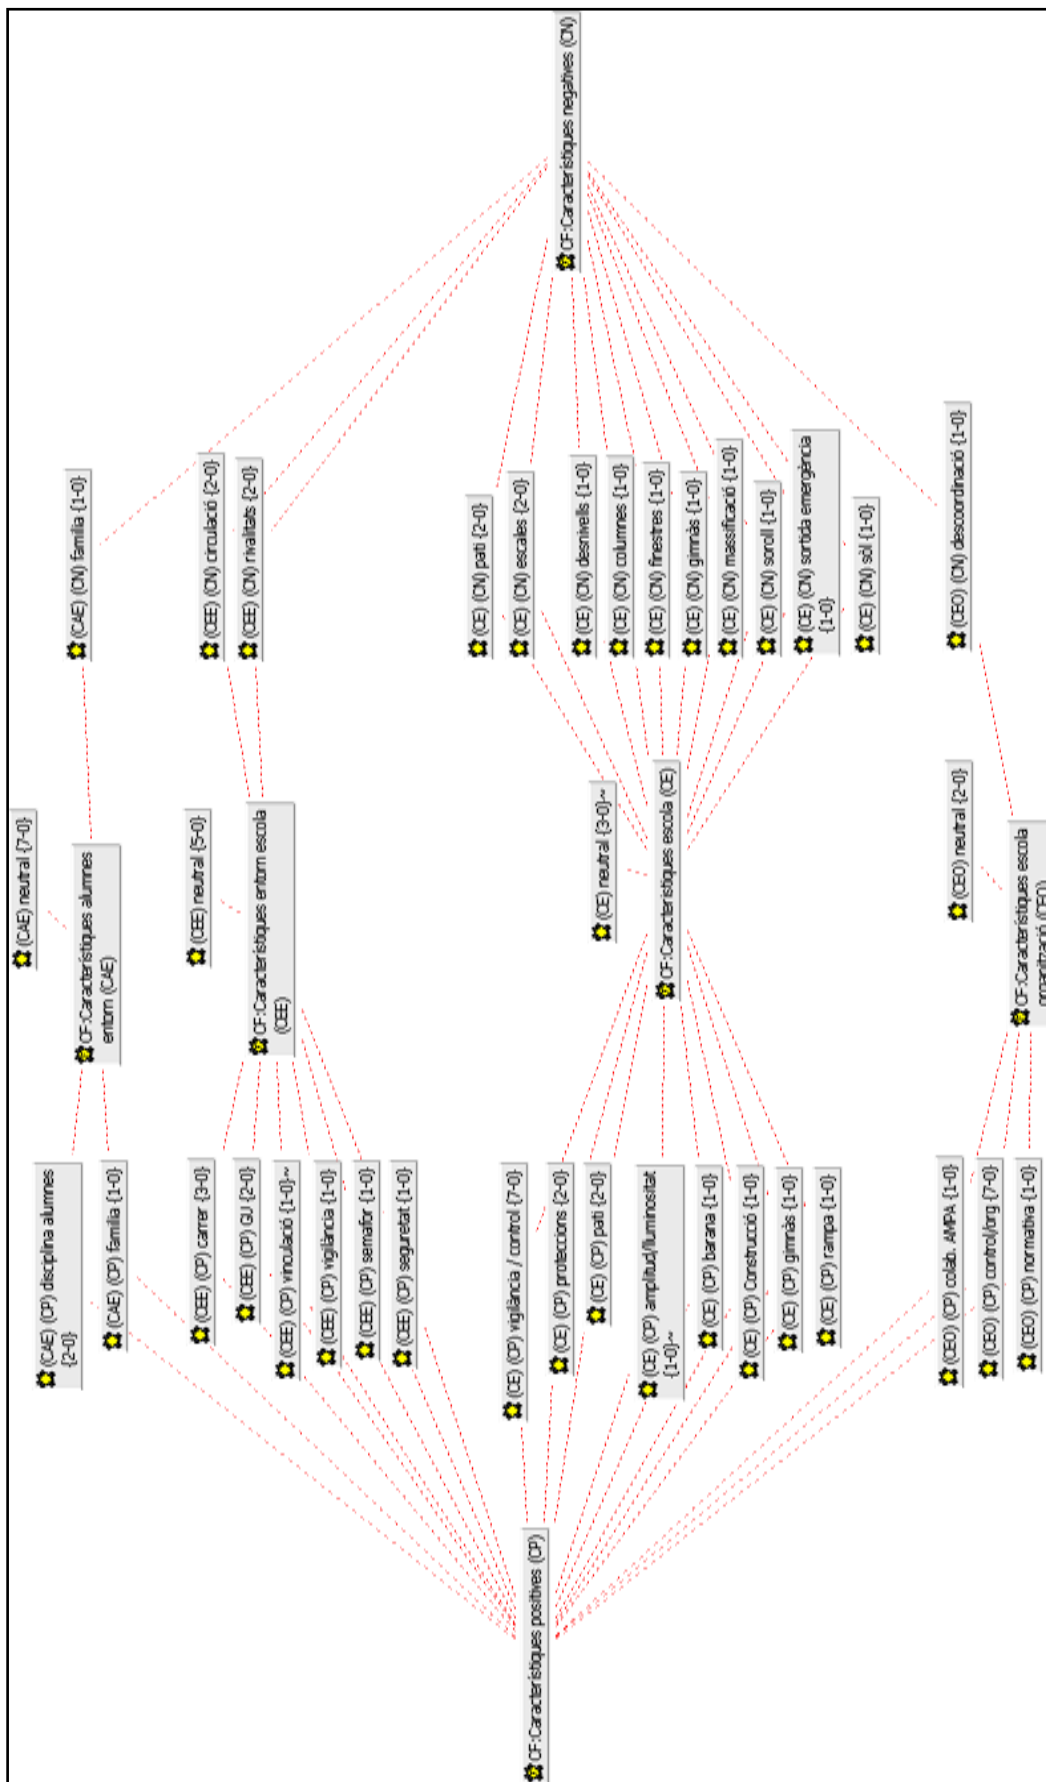 CF:Característiques positives (CP)
(CAE) (CP) disciplina alumnes
{2-0}
(CAE) (CP) família {1-0}
(CEE) (CP) carrer {3-0}
(CEE) (CP) GU {2-0}
(CEE) (CP) vinculació {1-0}~
(CEE) (CP) vigilància {1-0}
(CEE) (CP) semafor {1-0}
(CEE) (CP) seguretat {1-0}
(CE) (CP) vigilància / control {7-0}
(CE) (CP) proteccions {2-0}
(CE) (CP) pati {2-0}
(CE) (CP) amplitud/lluminositat
{1-0}~
(CE) (CP) barana {1-0}
(CE) (CP) Construcció {1-0}
(CE) (CP) gimnàs {1-0}
(CE) (CP) rampa {1-0}
(CEO) (CP) colab. AMPA {1-0}
(CEO) (CP) control/org {7-0}
(CEO) (CP) normativa {1-0}
(CAE) neutral {7-0}
CF:Característiques alumnes
entorn (CAE)
(CEE) neutral {5-0}
CF:Característiques entorn escola
(CEE)
(CE) neutral {3-0}~
CF:Característiques escola (CE)
(CEO) neutral {2-0}
CF:Característiques escola
organització (CEO)
(CAE) (CN) família {1-0}
(CEE) (CN) circulació {2-0}
(CEE) (CN) rivalitats {2-0}
(CE) (CN) pati {2-0}
(CE) (CN) escales {2-0}
(CE) (CN) desnivells {1-0}
(CE) (CN) columnes {1-0}
(CE) (CN) finestres {1-0}
(CE) (CN) gimnàs {1-0}
(CE) (CN) massificació {1-0}
(CE) (CN) soroll {1-0}
(CE) (CN) sortida emergència
{1-0}
(CE) (CN) sòl {1-0}
(CEO) (CN) descoordinació {1-0}
CF:Característiques negatives (CN)